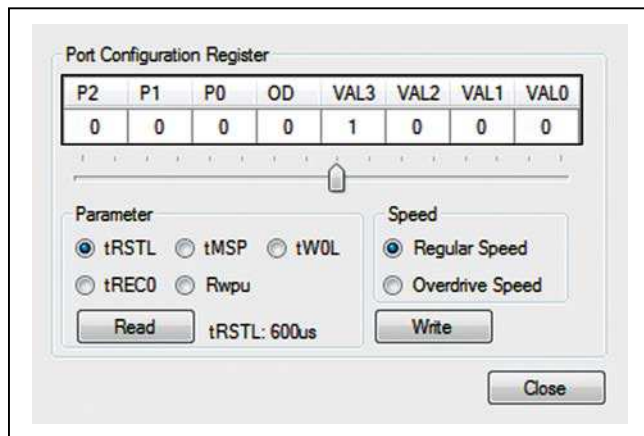 Port Configuration Register
P2 P1 P0 OD VAL3 VAL2 VAL1 VAL0
0 0 0 0 1 0 0 0
Parameter
tRSTL tMSP tW0L
tREC0 Rwpu
Read tRSTL: 600us
Speed
Regular Speed
Overdrive Speed
Write
Close